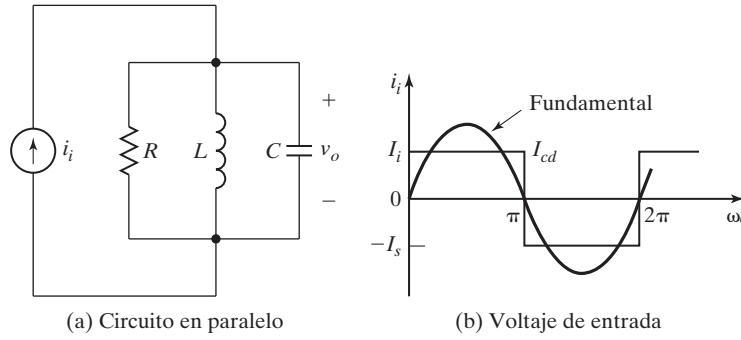 i_i
R
L
C
+
v_o
−
(a) Circuito en paralelo
i_i
Fundamental
I_i
I_cd
0
π
2π
−I_s
(b) Voltaje de entrada